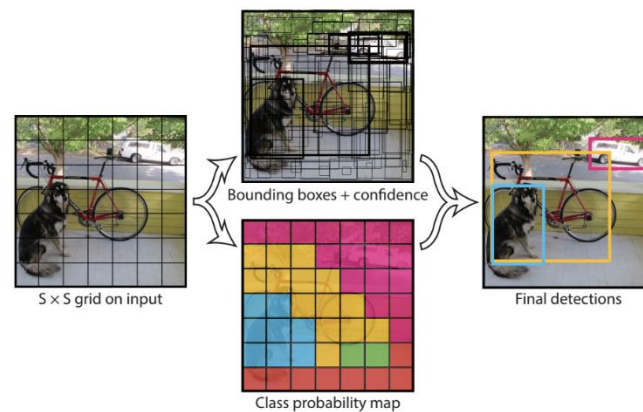 Bounding boxes + confidence
S × S grid on input
Final detections
Class probability map